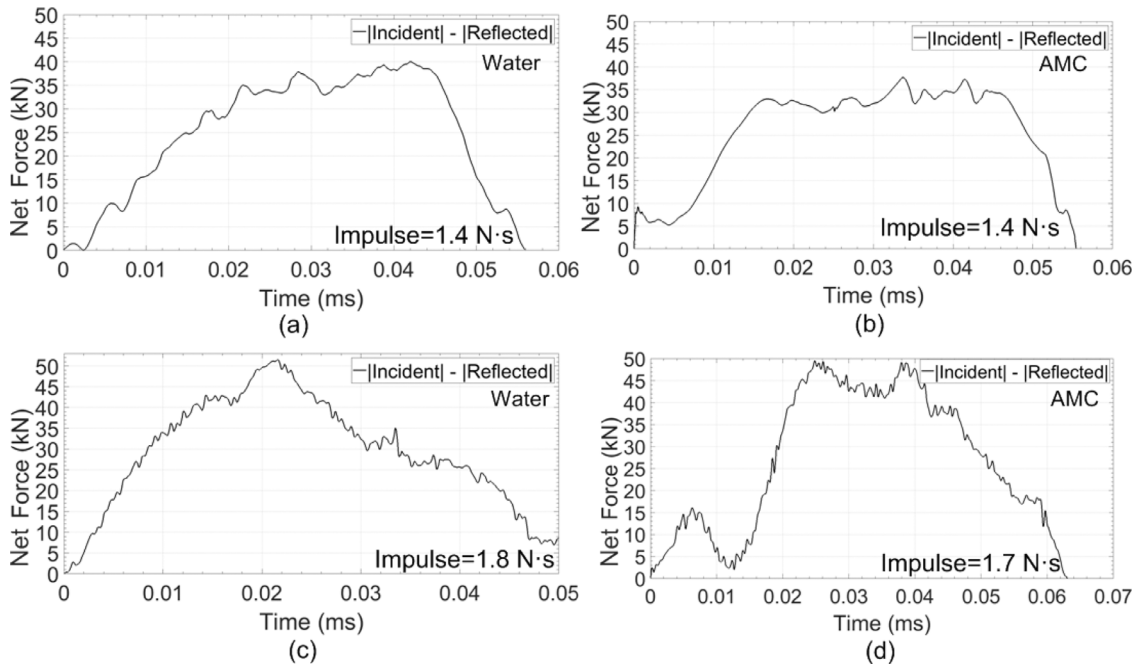 50
45
40
35
30
25
20
15
10
5
0
Net Force (kN)
|Incident| - |Reflected|
Water
Impulse=1.4 N·s
0 0.01 0.02 0.03 0.04 0.05 0.06
Time (ms)
(a)
50
45
40
35
30
25
20
15
10
5
0
Net Force (kN)
|Incident| - |Reflected|
AMC
Impulse=1.4 N·s
0 0.01 0.02 0.03 0.04 0.05 0.06
Time (ms)
(b)
50
45
40
35
30
25
20
15
10
5
0
Net Force (kN)
|Incident| - |Reflected|
Water
Impulse=1.8 N·s
0 0.01 0.02 0.03 0.04 0.05
Time (ms)
(c)
50
45
40
35
30
25
20
15
10
5
0
Net Force (kN)
|Incident| - |Reflected|
AMC
Impulse=1.7 N·s
0 0.01 0.02 0.03 0.04 0.05 0.06 0.07
Time (ms)
(d)